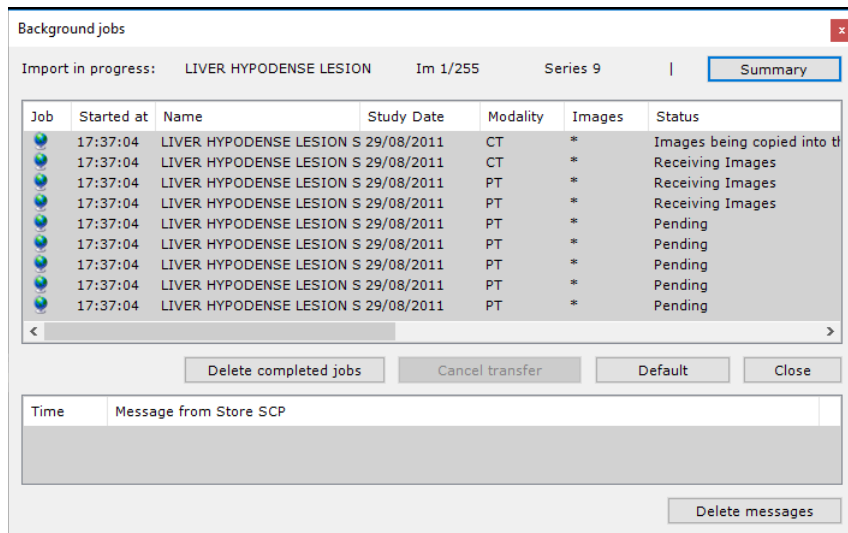 Background jobs
x
Import in progress: LIVER HYPODENSE LESION Im 1/255 Series 9 | Summary
Job Started at Name Study Date Modality Images Status
17:37:04 LIVER HYPODENSE LESION S 29/08/2011 CT * Images being copied into th
17:37:04 LIVER HYPODENSE LESION S 29/08/2011 CT * Receiving Images
17:37:04 LIVER HYPODENSE LESION S 29/08/2011 PT * Receiving Images
17:37:04 LIVER HYPODENSE LESION S 29/08/2011 PT * Receiving Images
17:37:04 LIVER HYPODENSE LESION S 29/08/2011 PT * Pending
17:37:04 LIVER HYPODENSE LESION S 29/08/2011 PT * Pending
17:37:04 LIVER HYPODENSE LESION S 29/08/2011 PT * Pending
17:37:04 LIVER HYPODENSE LESION S 29/08/2011 PT * Pending
17:37:04 LIVER HYPODENSE LESION S 29/08/2011 PT * Pending
Delete completed jobs Cancel transfer Default Close
Time Message from Store SCP
Delete messages